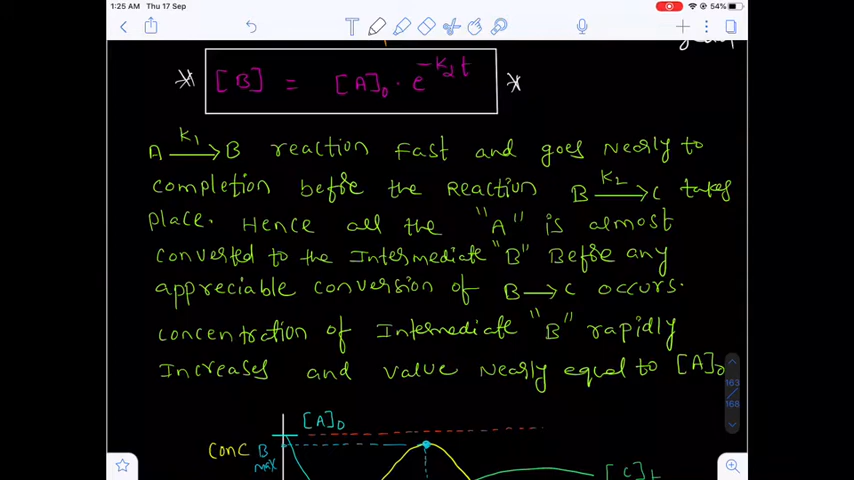 1:25 AM Thu 17 Sep
54%
* [B] = [A]₀ · e^-K₂t *
A K₁→ B reaction Fast and goes Nearly to
completion before the Reaction B K₂→ C takes
Place. Hence all the "A" is almost
converted to the Intermediate "B" Before any
appreciable conversion of B → C occurs.
concentration of Intermediate "B" rapidly
Increases and value Nearly equal to [A]₀
163
168
[A]₀
Conc B
max
[C]t